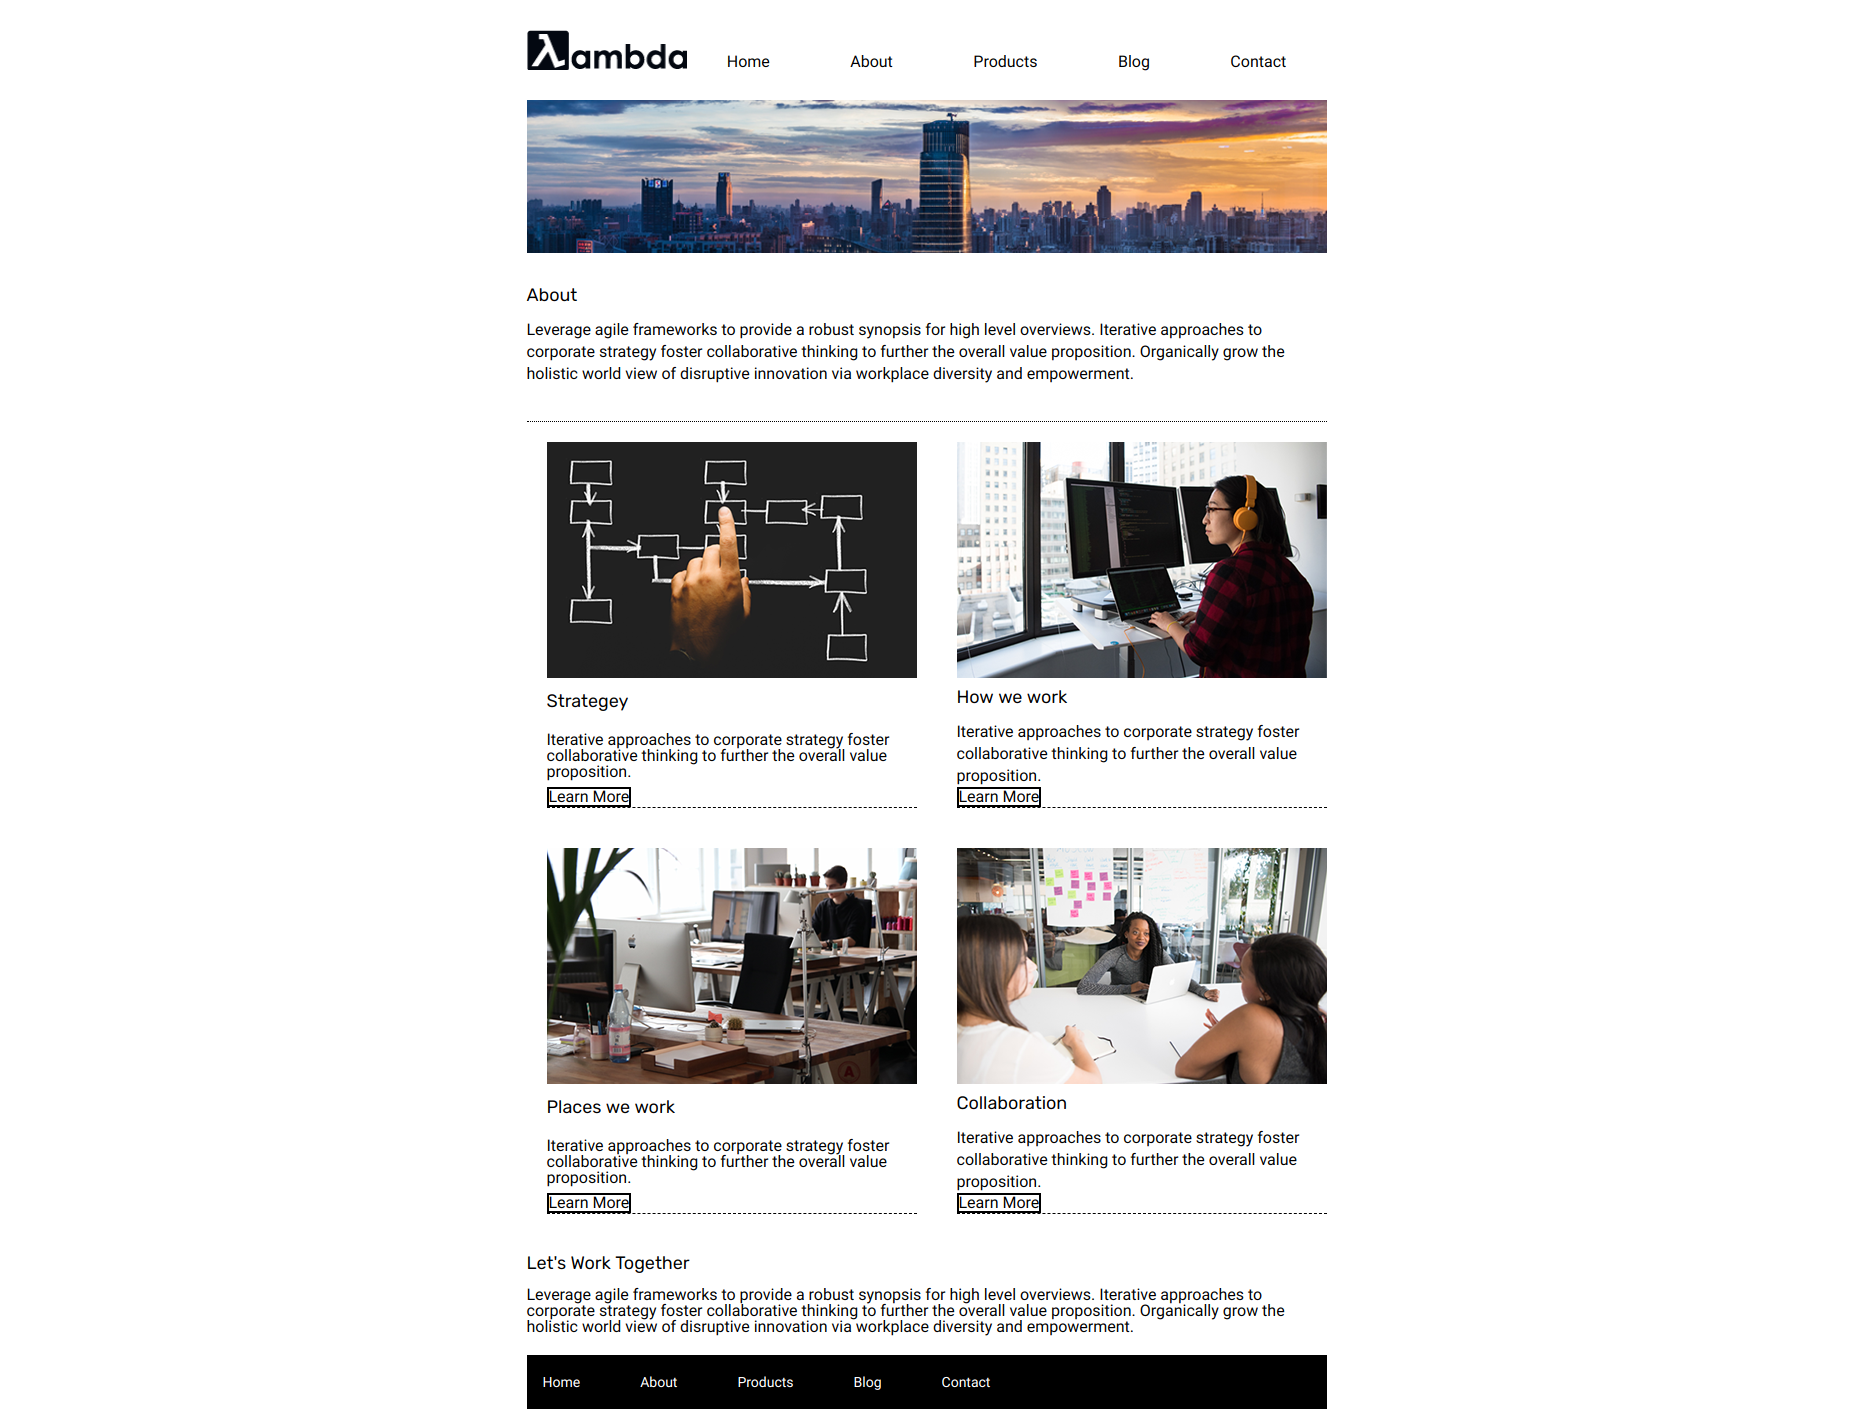 λambda
Home About Products Blog Contact
About
Leverage agile frameworks to provide a robust synopsis for high level overviews. Iterative approaches to
corporate strategy foster collaborative thinking to further the overall value proposition. Organically grow the
holistic world view of disruptive innovation via workplace diversity and empowerment.
Strategey
Iterative approaches to corporate strategy foster
collaborative thinking to further the overall value
proposition.
Learn More
How we work
Iterative approaches to corporate strategy foster
collaborative thinking to further the overall value
proposition.
Learn More
Places we work
Iterative approaches to corporate strategy foster
collaborative thinking to further the overall value
proposition.
Learn More
Collaboration
Iterative approaches to corporate strategy foster
collaborative thinking to further the overall value
proposition.
Learn More
Let's Work Together
Leverage agile frameworks to provide a robust synopsis for high level overviews. Iterative approaches to
corporate strategy foster collaborative thinking to further the overall value proposition. Organically grow the
holistic world view of disruptive innovation via workplace diversity and empowerment.
Home About Products Blog Contact